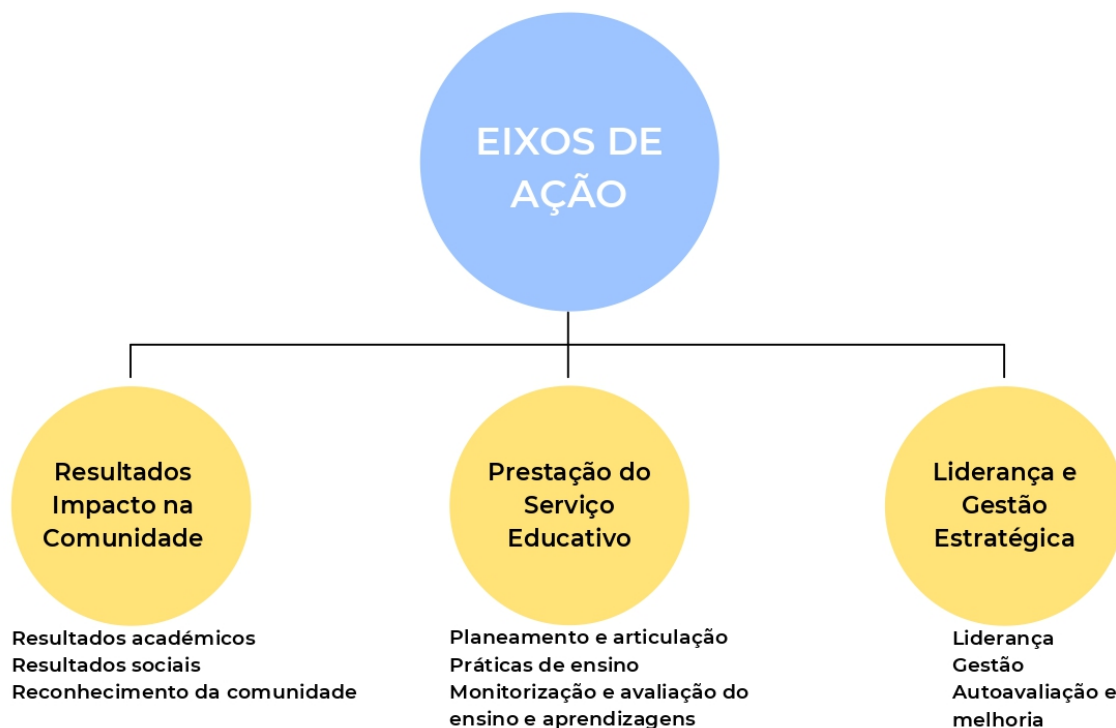 EIXOS DE
AÇÃO
Resultados
Impacto na
Comunidade
Prestação do
Serviço
Educativo
Liderança e
Gestão
Estratégica
Resultados académicos
Resultados sociais
Reconhecimento da comunidade
Planeamento e articulação
Práticas de ensino
Monitorização e avaliação do
ensino e aprendizagens
Liderança
Gestão
Autoavaliação e
melhoria